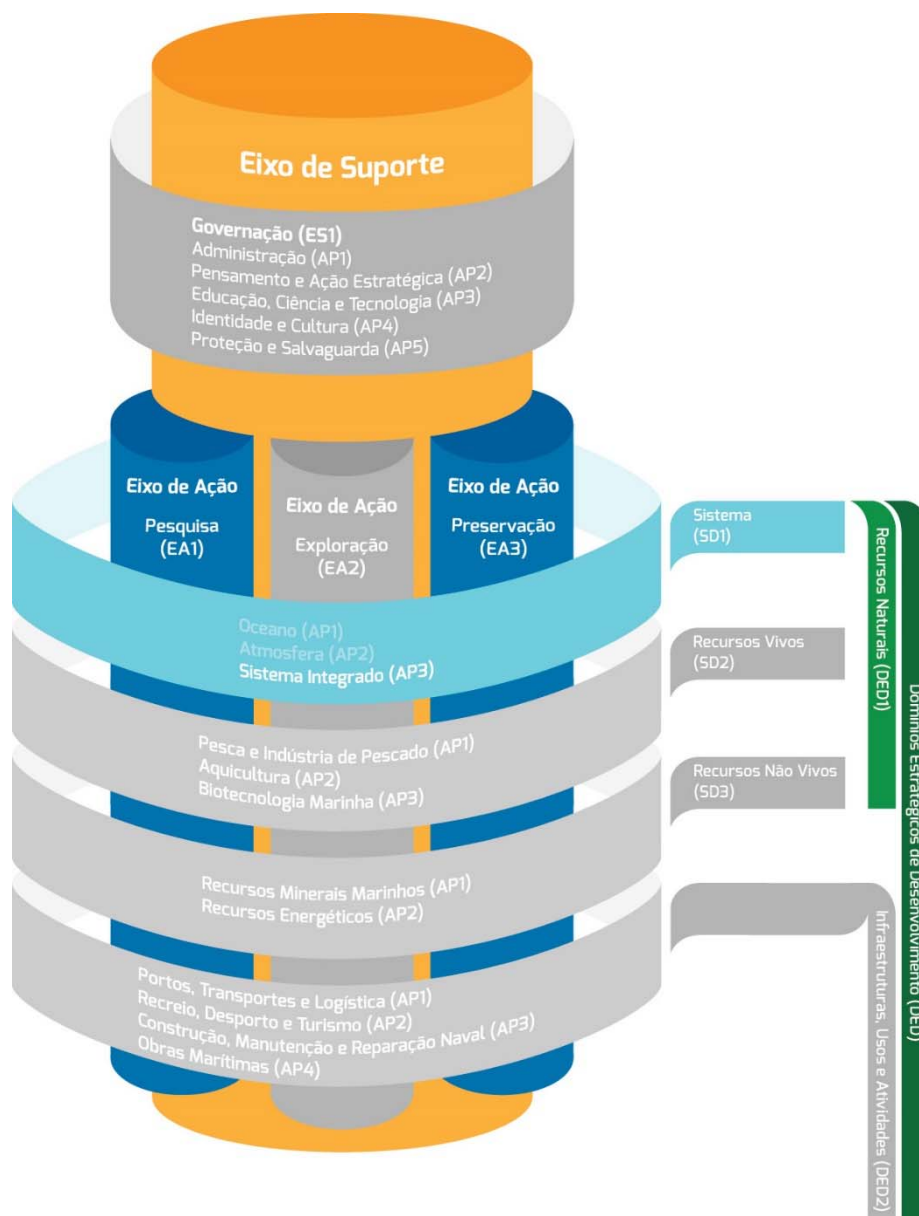 Eixo de Suporte
Governação (ES1)
Administração (AP1)
Pensamento e Ação Estratégica (AP2)
Educação, Ciência e Tecnologia (AP3)
Identidade e Cultura (AP4)
Proteção e Salvaguarda (AP5)
Eixo de Ação
Pesquisa
(EA1)
Eixo de Ação
Exploração
(EA2)
Eixo de Ação
Preservação
(EA3)
Oceano (AP1)
Atmosfera (AP2)
Sistema Integrado (AP3)
Pesca e Indústria de Pescado (AP1)
Aquicultura (AP2)
Biotecnologia Marinha (AP3)
Recursos Minerais Marinhos (AP1)
Recursos Energéticos (AP2)
Portos, Transportes e Logística (AP1)
Recreio, Desporto e Turismo (AP2)
Construção, Manutenção e Reparação Naval (AP3)
Obras Marítimas (AP4)
Sistema
(SD1)
Recursos Vivos
(SD2)
Recursos Não Vivos
(SD3)
Recursos Naturais (DED1)
Infraestruturas, Usos e Atividades (DED2)
Domínios Estratégicos de Desenvolvimento (DED)